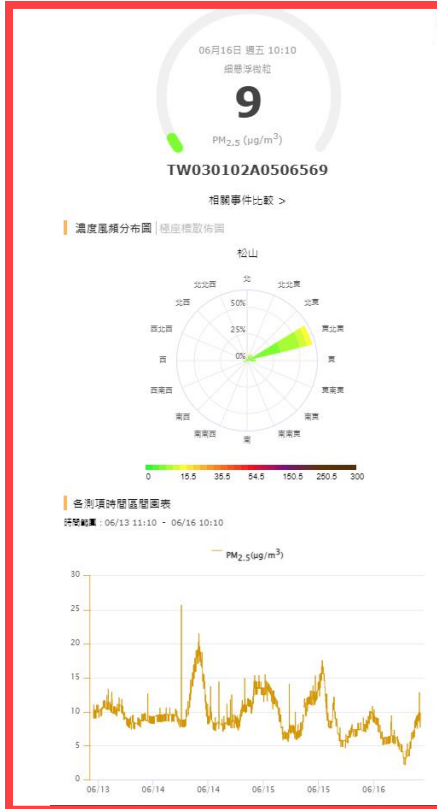 06月16日 週五 10:10
細懸浮微粒
9
PM2.5 (μg/m3)
TW030102A0506569
相關事件比較 >
濃度風頻分布圖 | 極座標散佈圖
松山
北
北北西 北北東
北西 50% 北東
西北西 25% 東北東
西 0% 東
西南西 東南東
南西 南東
南南西 南南東
南
0 15.5 35.5 54.5 150.5 250.5 300
各測項時間區間圖表
時間範圍 : 06/13 11:10 - 06/16 10:10
PM2.5(μg/m3)
30
25
20
15
10
5
0
06/13 06/14 06/14 06/15 06/15 06/16